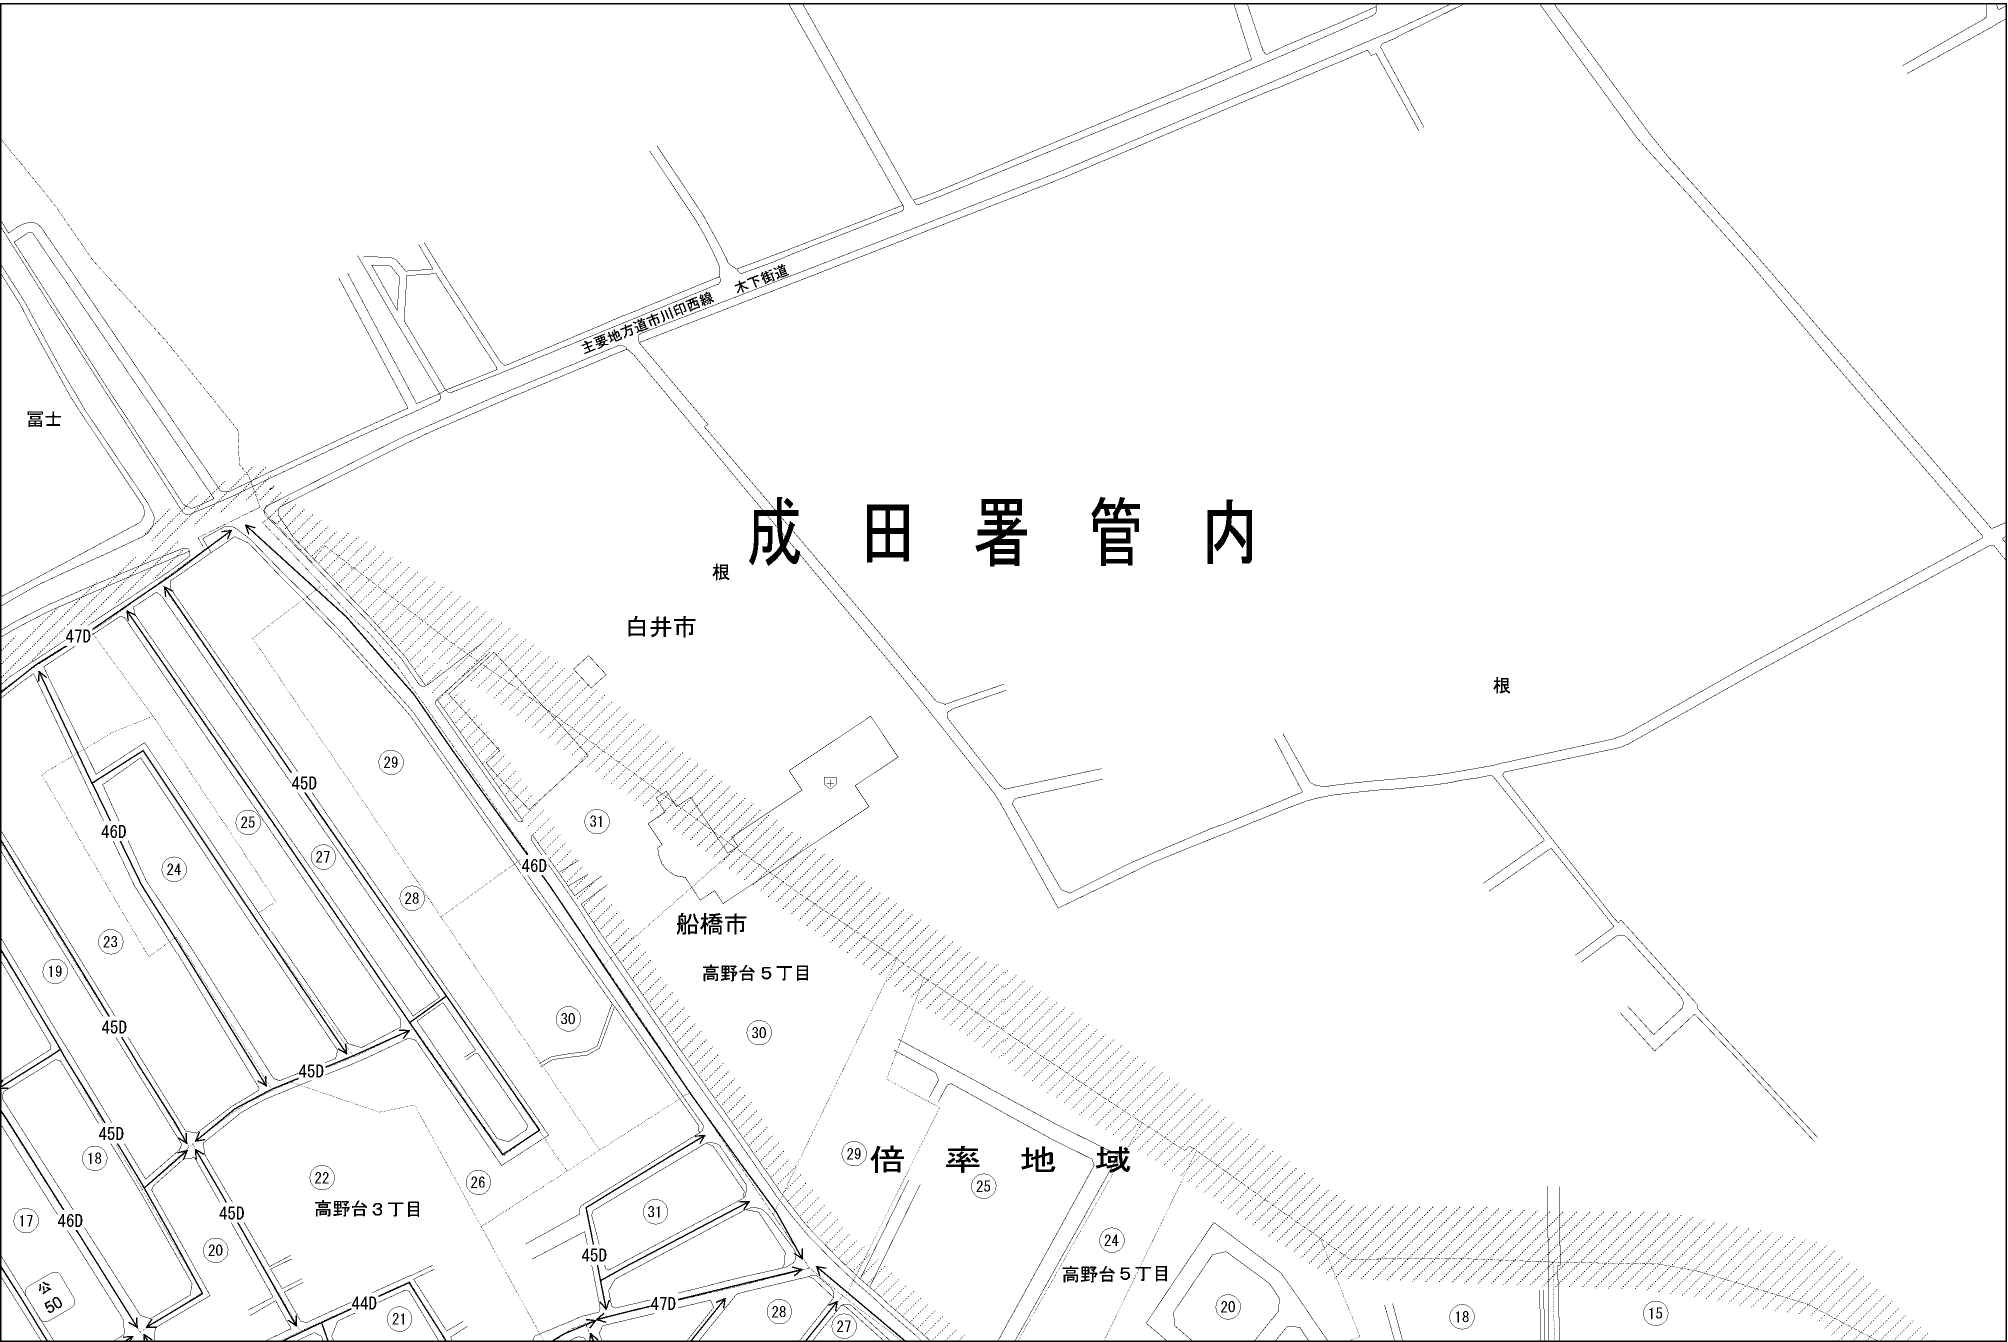 主要地方道市川印西線　木下街道
冨士
成田署管内
根
白井市
根
47D
29
45D
31
46D
25
46D
27
24
28
船橋市
23
19
高野台５丁目
30
30
45D
45D
45D
18
29
倍率地域
25
22
26
高野台３丁目
17
46D
45D
31
20
24
45D
高野台５丁目
公
50
44D
47D
21
28
27
20
18
15